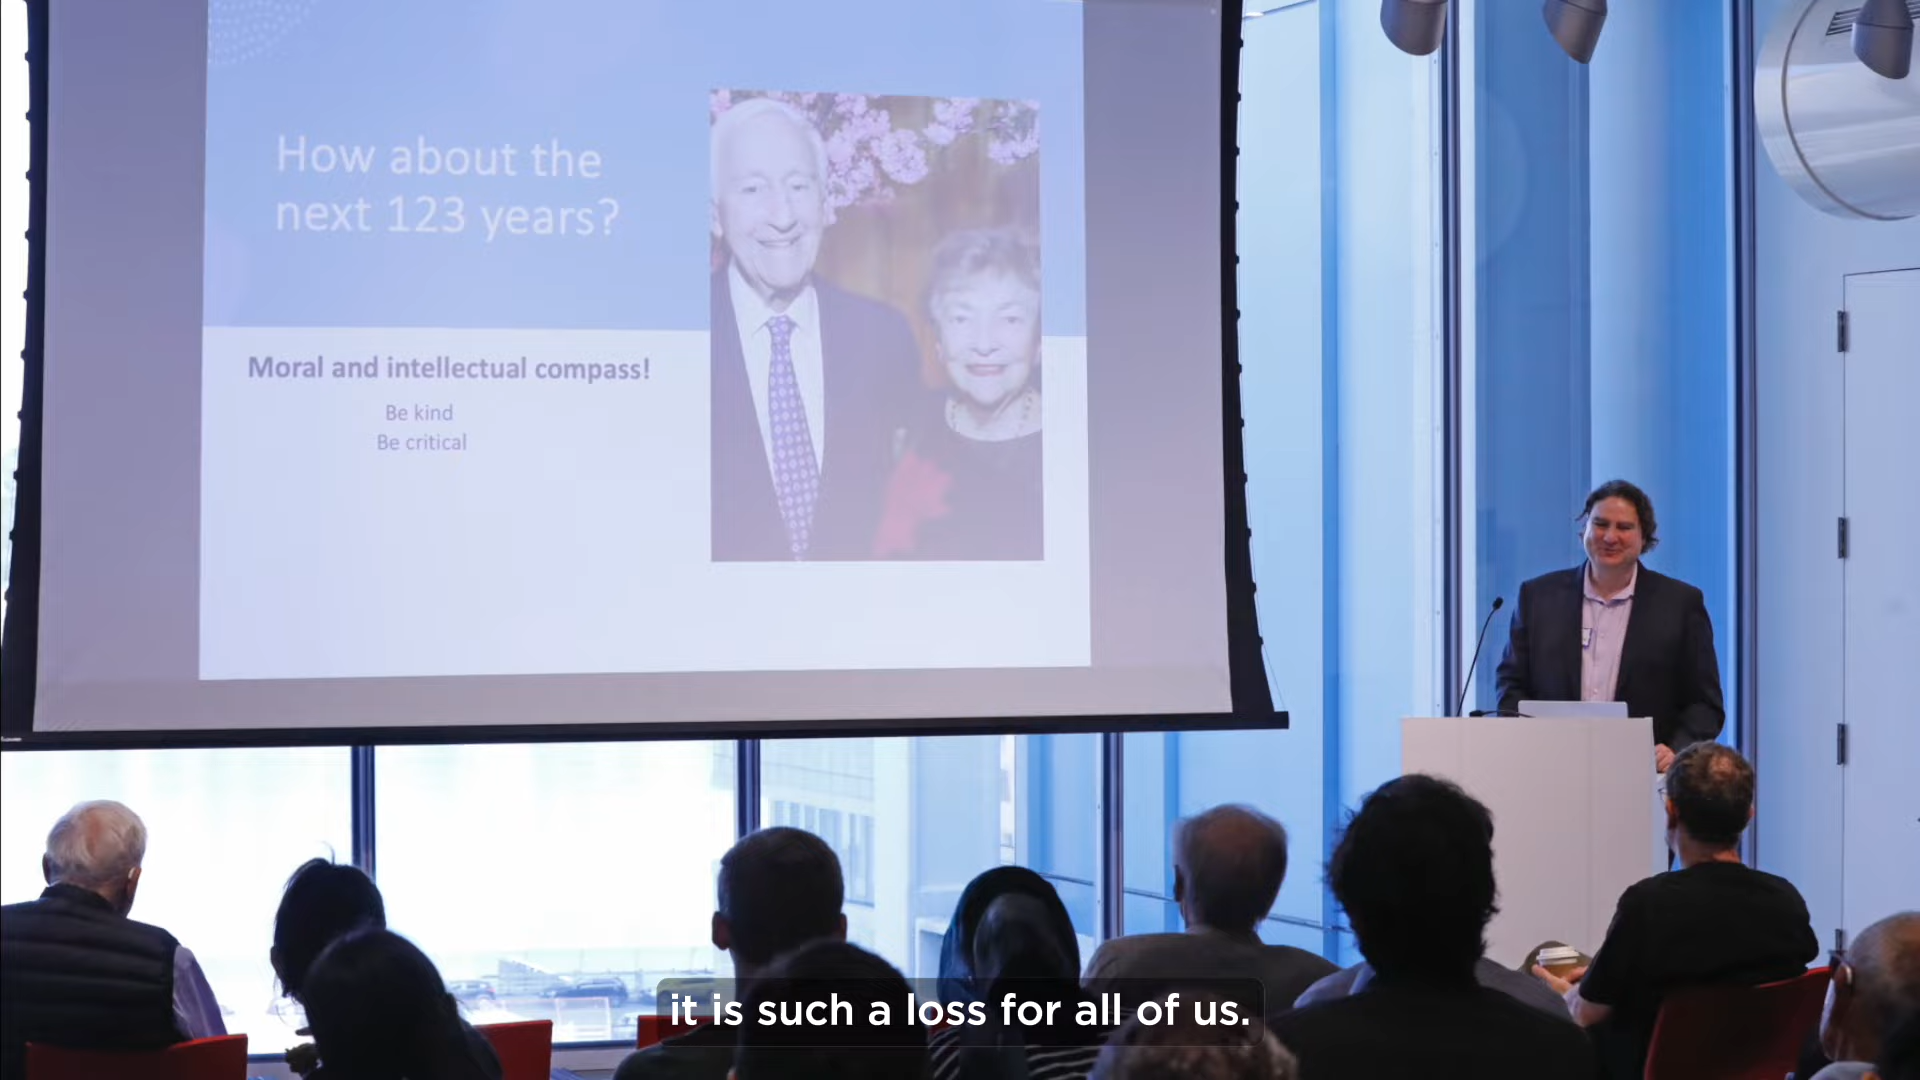 How about the
next 123 years?
Moral and intellectual compass!
Be kind
Be critical
it is such a loss for all of us.